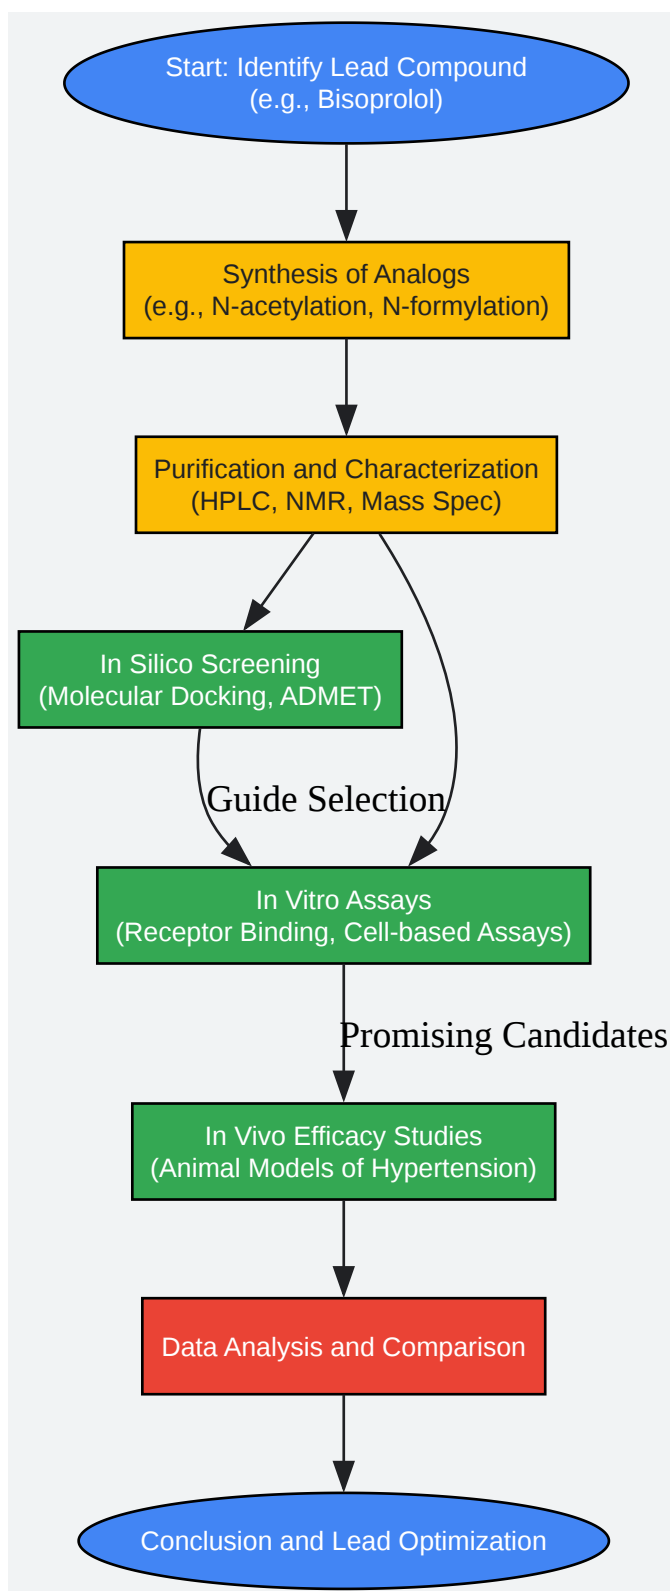 Start: Identify Lead Compound
(e.g., Bisoprolol)
Synthesis of Analogs
(e.g., N-acetylation, N-formylation)
Purification and Characterization
(HPLC, NMR, Mass Spec)
In Silico Screening
(Molecular Docking, ADMET)
Guide Selection
In Vitro Assays
(Receptor Binding, Cell-based Assays)
Promising Candidates
In Vivo Efficacy Studies
(Animal Models of Hypertension)
Data Analysis and Comparison
Conclusion and Lead Optimization